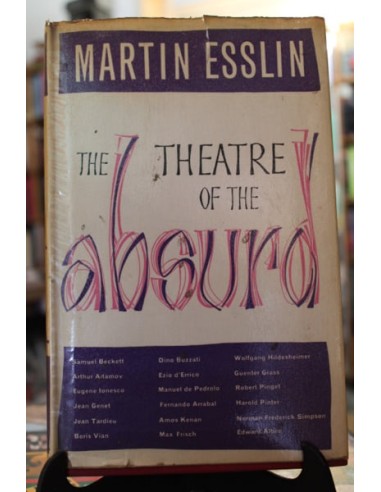 MARTIN ESSLIN
THE THEATRE
OF THE
absurd
Samuel Beckett
Arthur Adamov
Eugene Ionesco
Jean Genet
Jean Tardieu
Boris Vian
Dino Buzzati
Ezio d'Errico
Manuel de Pedrolo
Fernando Arrabal
Amos Kenan
Max Frisch
Wolfgang Hildesheimer
Guenter Grass
Robert Pinget
Harold Pinter
Norman Frederick Simpson
Edward Albee